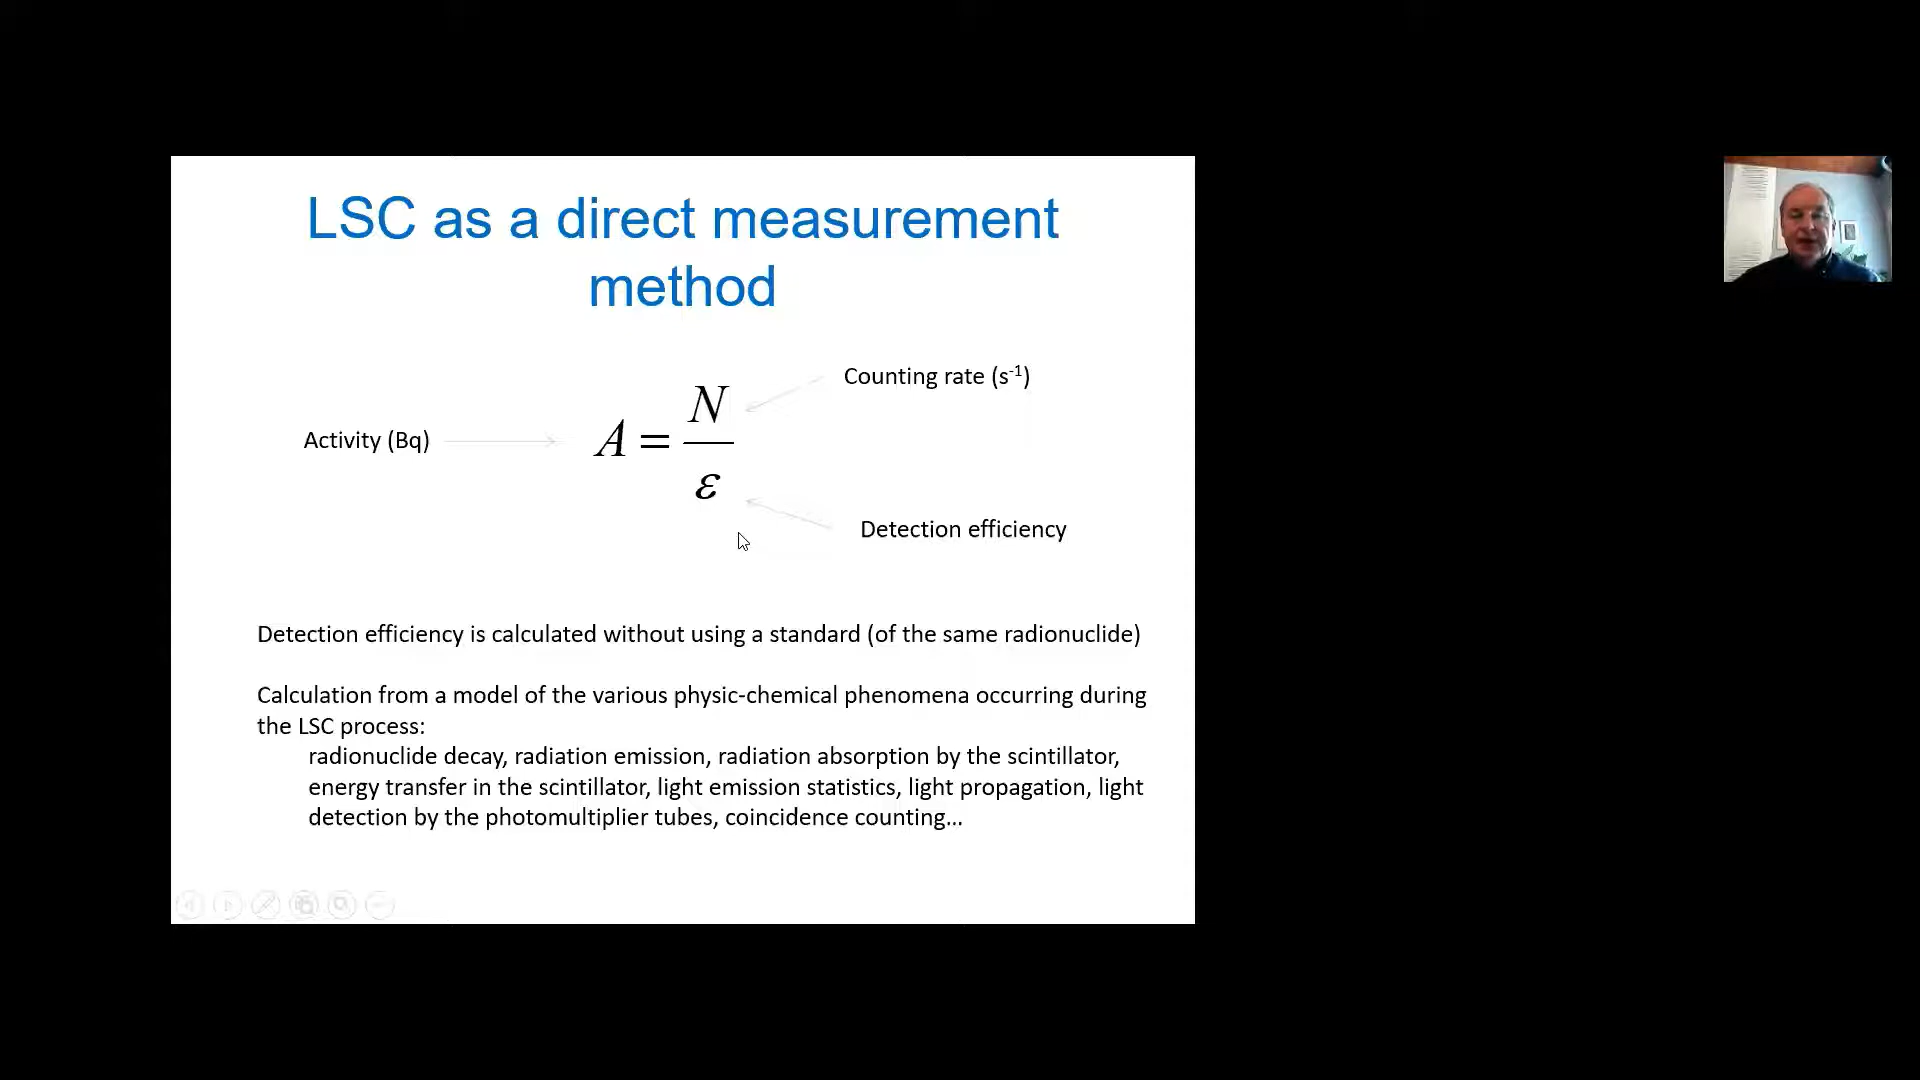 LSC as a direct measurement
method
Counting rate (s⁻¹)
Activity (Bq)
A = N/ε
Detection efficiency
Detection efficiency is calculated without using a standard (of the same radionuclide)
Calculation from a model of the various physic-chemical phenomena occurring during
the LSC process:
radionuclide decay, radiation emission, radiation absorption by the scintillator,
energy transfer in the scintillator, light emission statistics, light propagation, light
detection by the photomultiplier tubes, coincidence counting...